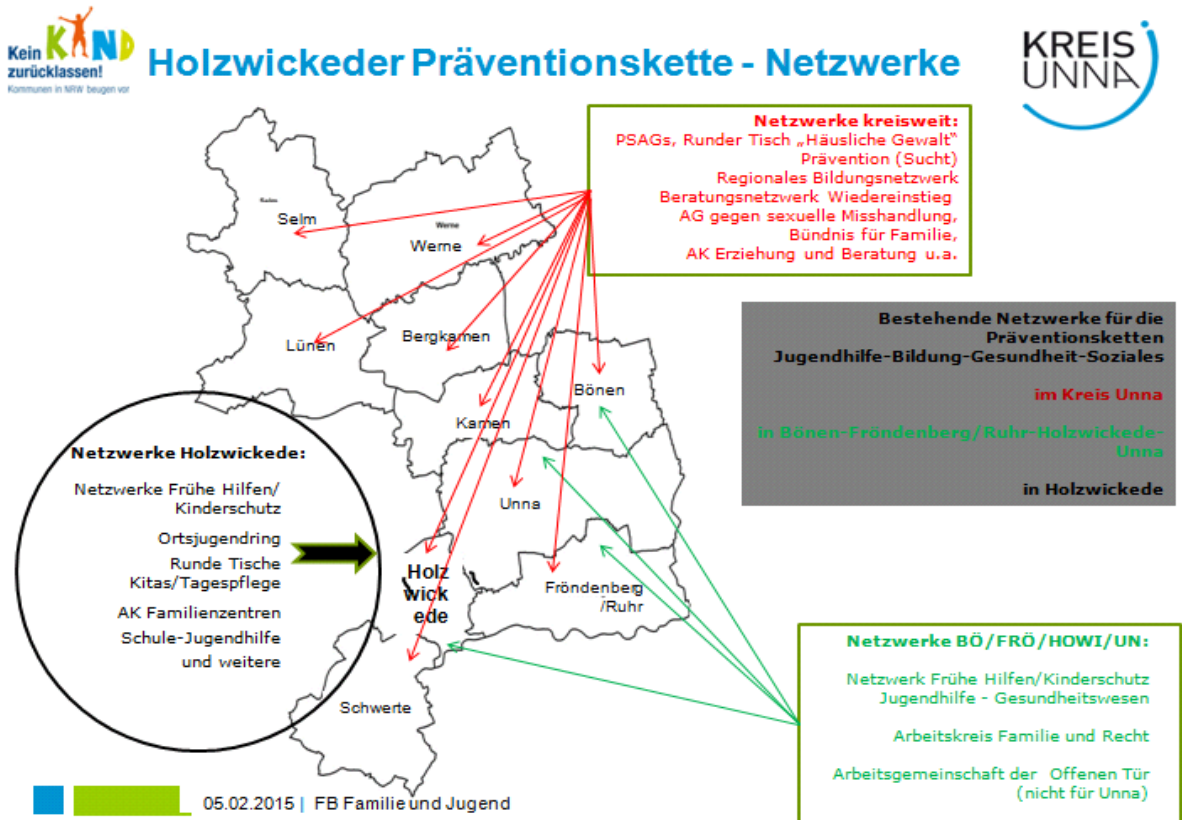 Kein KIND
zurücklassen!
Kommunen in NRW beugen vor
Holzwickeder Präventionskette - Netzwerke
KREIS
UNNA
Netzwerke kreisweit:
PSAGs, Runder Tisch „Häusliche Gewalt“
Prävention (Sucht)
Regionales Bildungsnetzwerk
Beratungsnetzwerk Wiedereinstieg
AG gegen sexuelle Misshandlung,
Bündnis für Familie,
AK Erziehung und Beratung u.a.
Selm
Werne
Werne
Lünen
Bergkamen
Bönen
Kamen
Unna
Holz
wick
ede
Fröndenberg
/Ruhr
Schwerte
Bestehende Netzwerke für die
Präventionsketten
Jugendhilfe-Bildung-Gesundheit-Soziales
im Kreis Unna
in Bönen-Fröndenberg/Ruhr-Holzwickede-
Unna
in Holzwickede
Netzwerke Holzwickede:
Netzwerke Frühe Hilfen/
Kinderschutz
Ortsjugendring
Runde Tische
Kitas/Tagespflege
AK Familienzentren
Schule-Jugendhilfe
und weitere
Netzwerke BÖ/FRÖ/HOWI/UN:
Netzwerk Frühe Hilfen/Kinderschutz
Jugendhilfe - Gesundheitswesen
Arbeitskreis Familie und Recht
Arbeitsgemeinschaft der Offenen Tür
(nicht für Unna)
05.02.2015 | FB Familie und Jugend